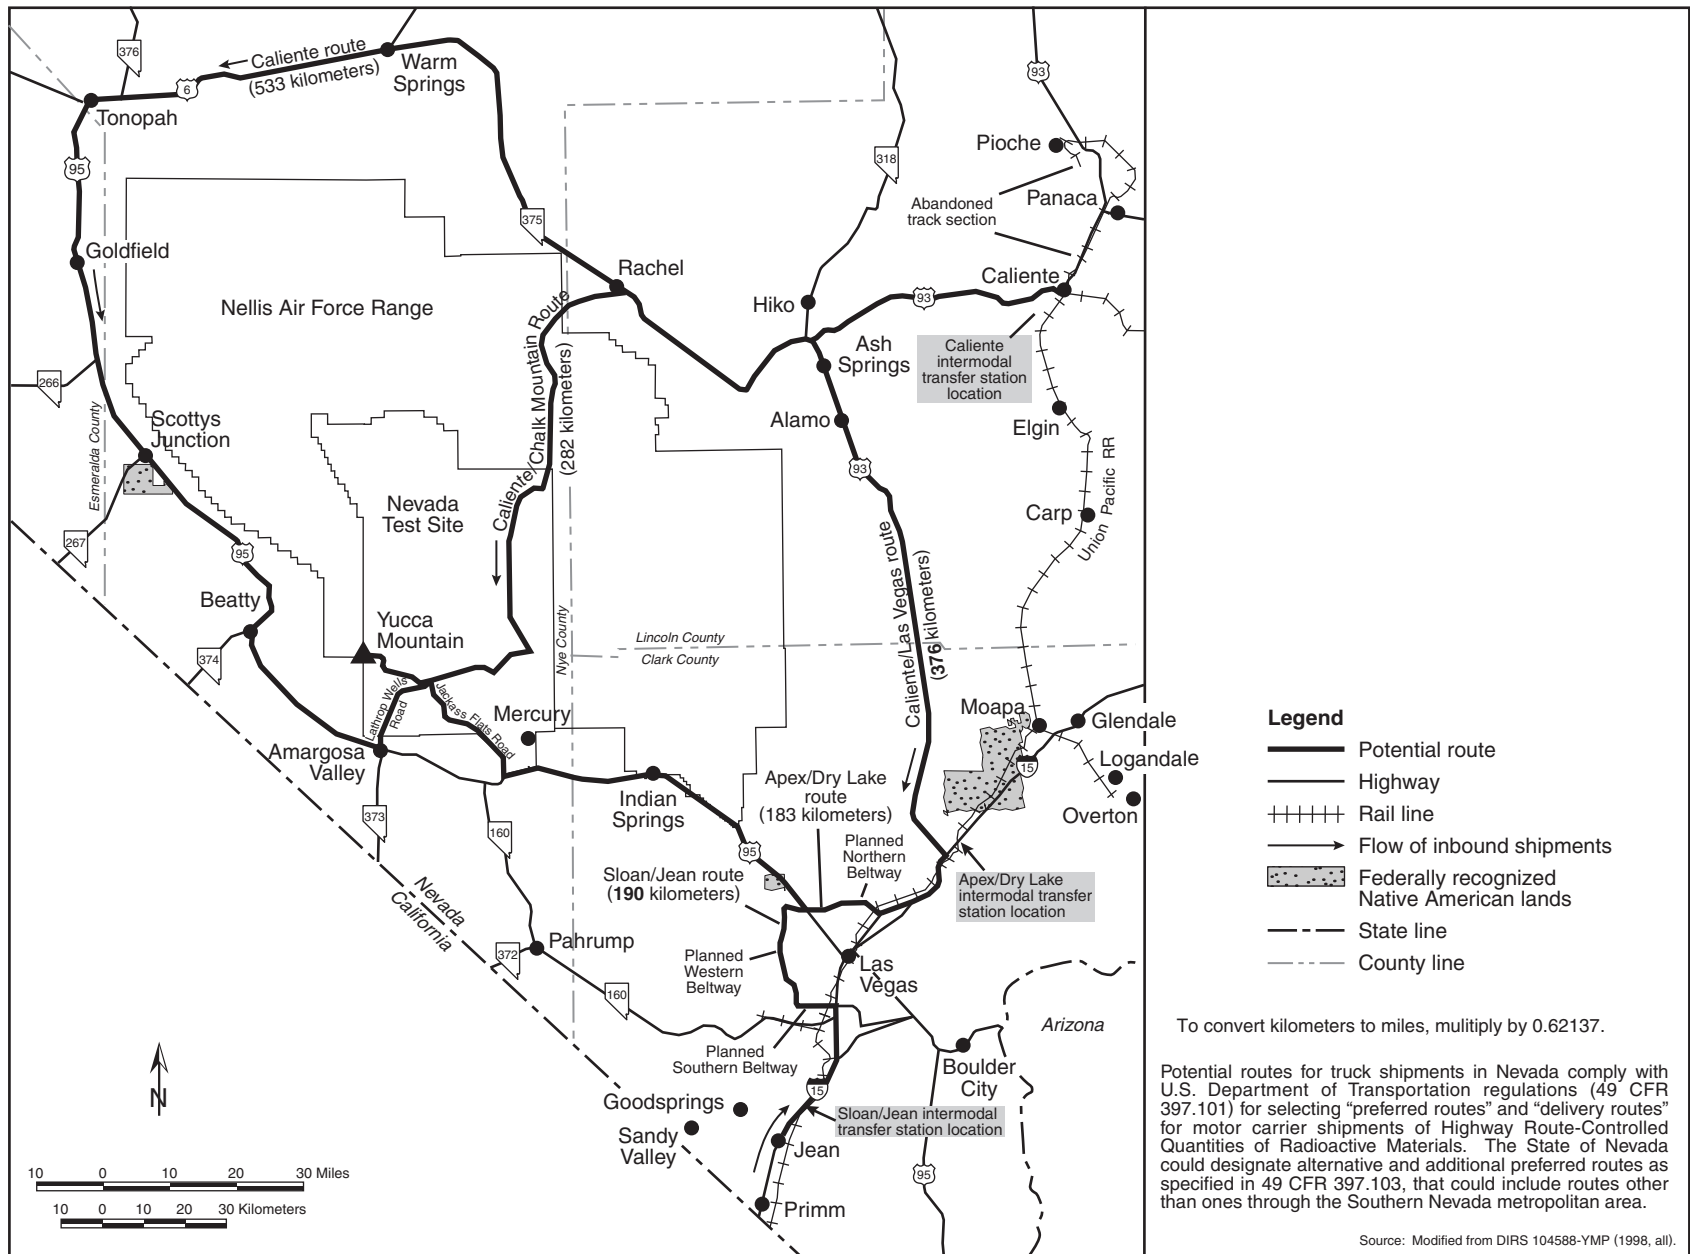 376
Caliente route
(533 kilometers)
Warm
Springs
6
Tonopah
93
95
Pioche
318
Abandoned
track section
Panaca
375
Goldfield
Rachel
Caliente
Nellis Air Force Range
Hiko
93
Caliente/Chalk Mountain Route
(282 kilometers)
Ash
Springs
Caliente
intermodal
transfer station
location
266
Esmeralda County
Scottys
Junction
Alamo
Elgin
93
Union Pacific RR
Nevada
Test Site
Carp
267
95
Caliente/Las Vegas route
(376 kilometers)
Beatty
Yucca
Mountain
Nye County
Lincoln County
Clark County
374
Lathrop Wells
Road
Jackass Flats Road
Mercury
Moapa
Glendale
Logandale
15
Amargosa
Valley
Overton
Indian
Springs
Apex/Dry Lake
route
(183 kilometers)
373
160
95
Planned
Northern
Beltway
Sloan/Jean route
(190 kilometers)
Apex/Dry Lake
intermodal transfer
station location
Nevada
California
372
Pahrump
Planned
Western
Beltway
Las
Vegas
160
Arizona
Planned
Southern Beltway
Boulder
City
15
N
Goodsprings
Sloan/Jean intermodal
transfer station location
Sandy
Valley
Jean
95
Primm
10 0 10 20 30 Miles
10 0 10 20 30 Kilometers
Legend
Potential route
Highway
Rail line
Flow of inbound shipments
Federally recognized
Native American lands
State line
County line
To convert kilometers to miles, mulitiply by 0.62137.
Potential routes for truck shipments in Nevada comply with
U.S. Department of Transportation regulations (49 CFR
397.101) for selecting “preferred routes” and “delivery routes”
for motor carrier shipments of Highway Route-Controlled
Quantities of Radioactive Materials. The State of Nevada
could designate alternative and additional preferred routes as
specified in 49 CFR 397.103, that could include routes other
than ones through the Southern Nevada metropolitan area.
Source: Modified from DIRS 104588-YMP (1998, all).